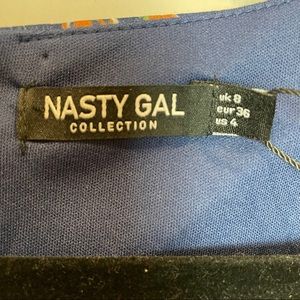 NASTY GAL
COLLECTION
uk 8
eur 36
us 4